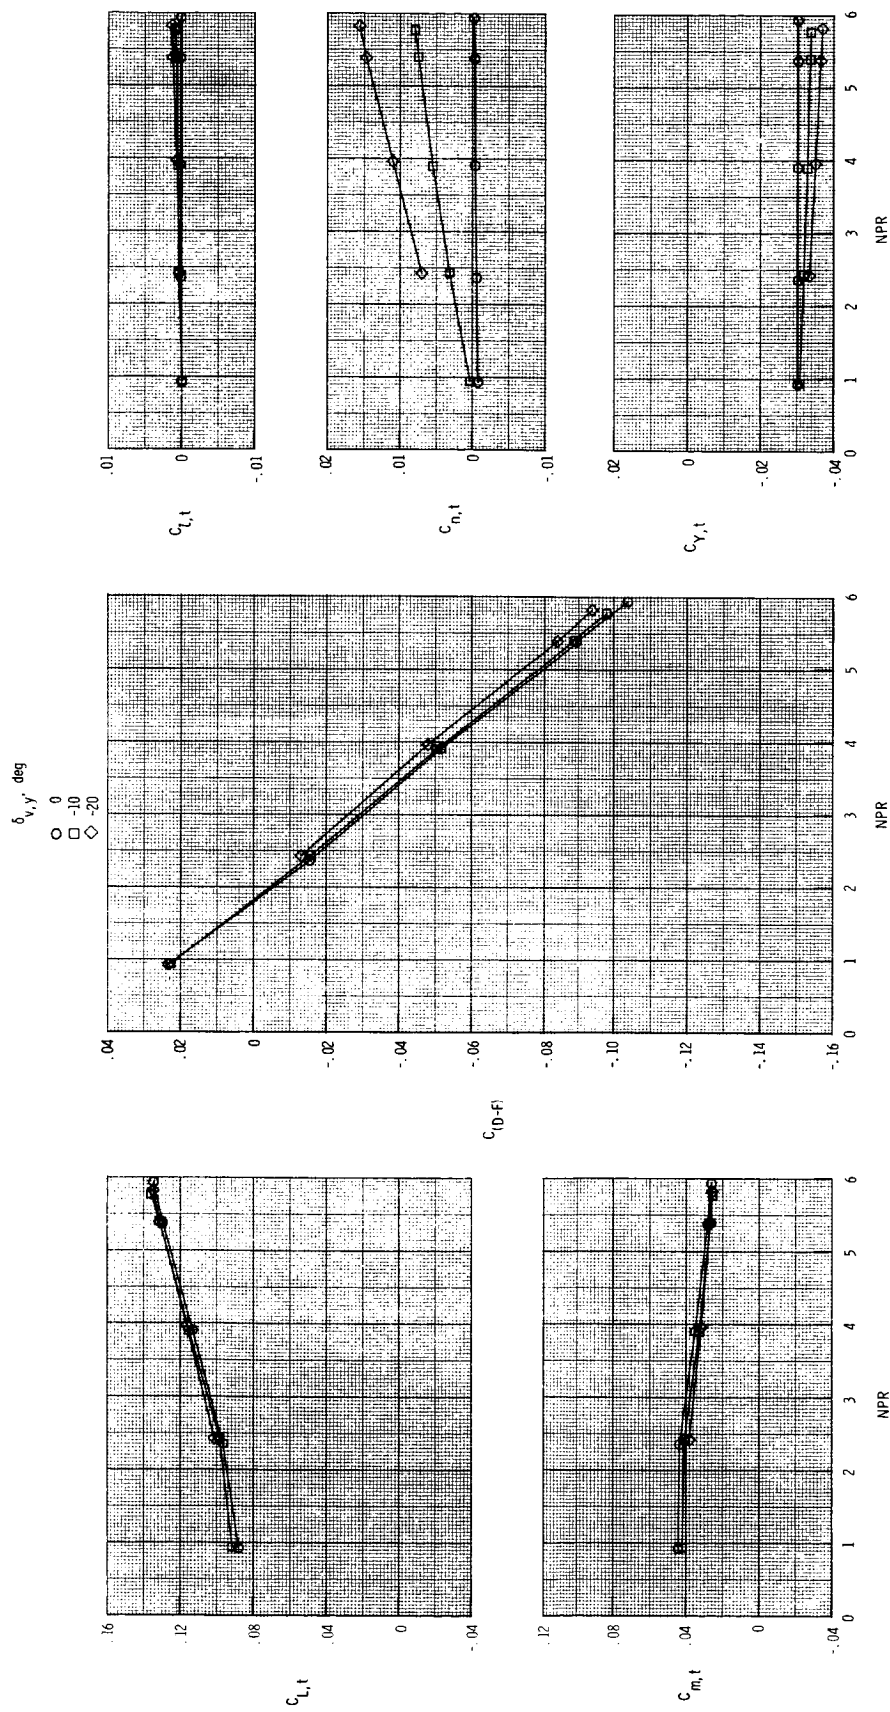 δv,y, deg
○ 0
□ -10
◇ -20
CL,t
.16
.12
.08
.04
0
-.04
Cm,t
.12
.08
.04
0
-.04
0 1 2 3 4 5 6
NPR
C(D-F)
.04
.02
0
-.02
-.04
-.06
-.08
-.10
-.12
-.14
-.16
0 1 2 3 4 5 6
NPR
Cl,t
.01
0
-.01
Cn,t
.02
.01
0
-.01
CY,t
.02
0
-.02
-.04
0 1 2 3 4 5 6
NPR